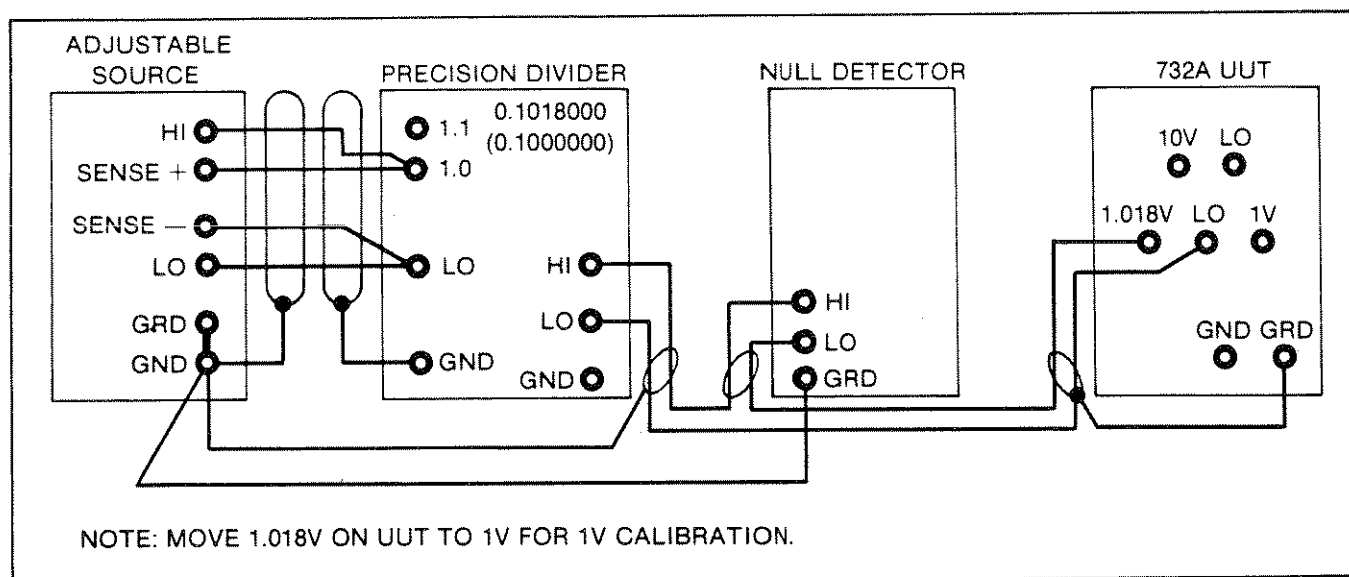 ADJUSTABLE
SOURCE
HI
SENSE +
SENSE —
LO
GRD
GND
PRECISION DIVIDER
1.1
0.1018000
(0.1000000)
1.0
LO
HI
LO
GND
GND
NULL DETECTOR
HI
LO
GRD
732A UUT
10V LO
1.018V LO 1V
GND GRD
NOTE: MOVE 1.018V ON UUT TO 1V FOR 1V CALIBRATION.